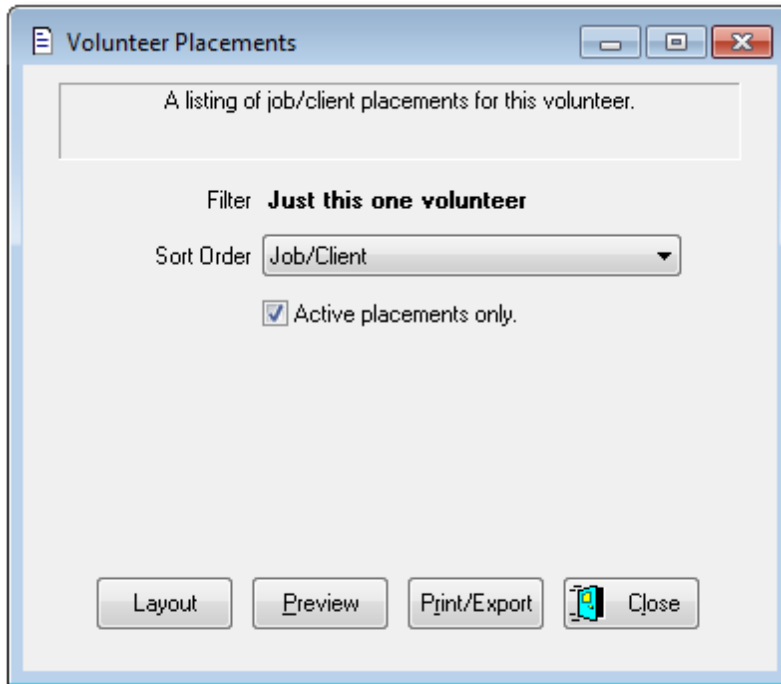 Volunteer Placements
A listing of job/client placements for this volunteer.
Filter Just this one volunteer
Sort Order Job/Client
Active placements only.
Layout Preview Print/Export Close